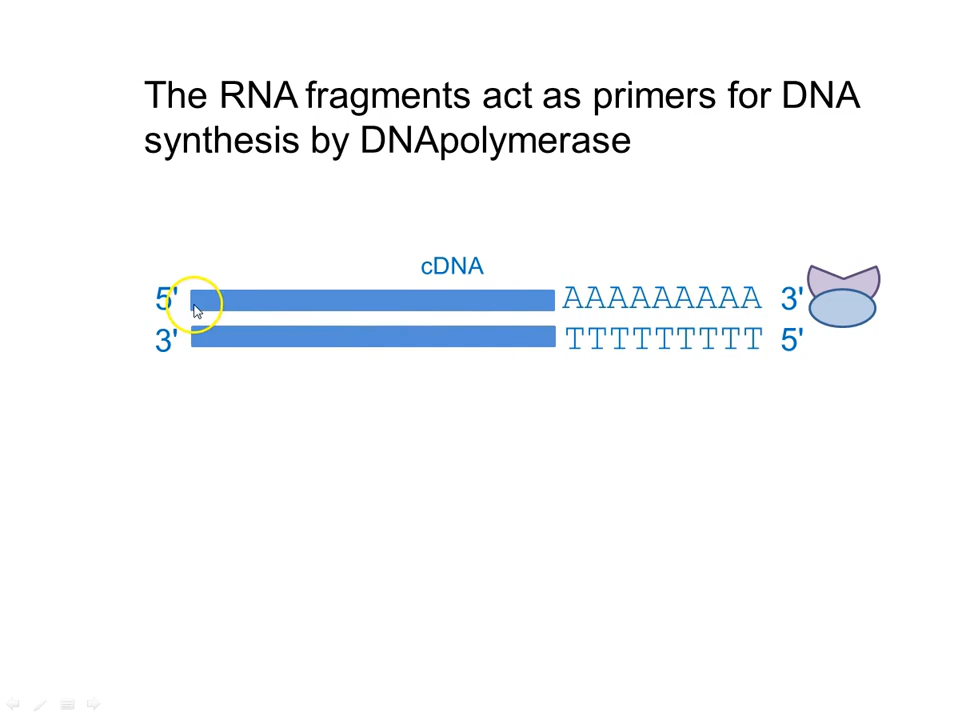 The RNA fragments act as primers for DNA
synthesis by DNApolymerase
cDNA
5' AAAAAAAAA 3'
3' TTTTTTTTT 5'